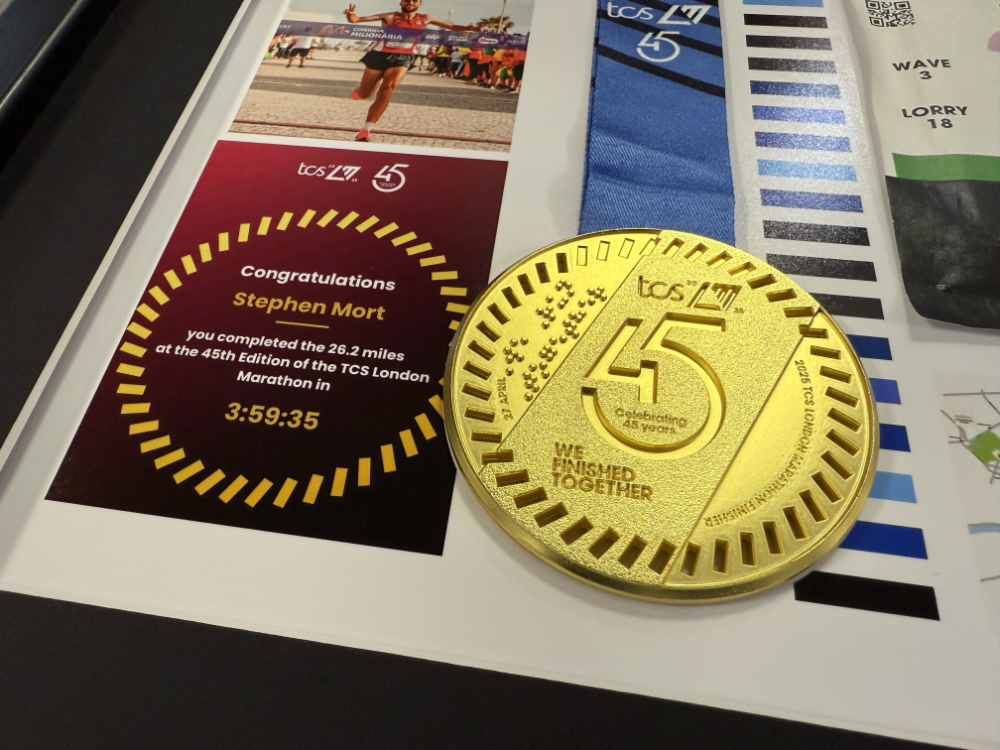 CORRIDA
MILIONÁRIA
tcs
45
Congratulations
Stephen Mort
you completed the 26.2 miles
at the 45th Edition of the TCS London
Marathon in
3:59:35
tcs
45
tcs
45
Celebrating
45 years
WE
FINISHED
TOGETHER
27 APRIL
2025 TCS LONDON MARATHON FINISHER
WAVE
3
LORRY
18